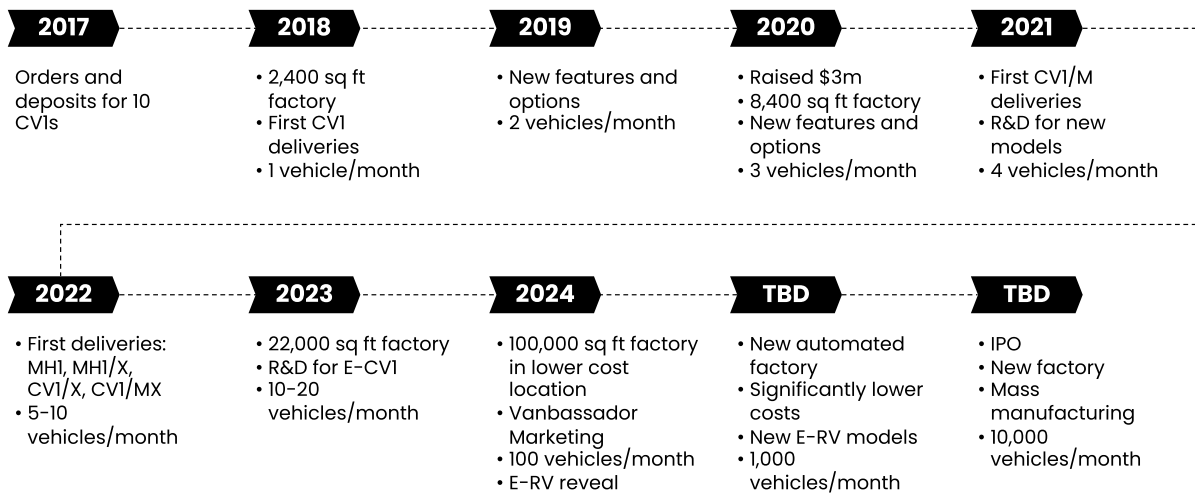 2017
Orders and
deposits for 10
CV1s
2018
• 2,400 sq ft
factory
• First CV1
deliveries
• 1 vehicle/month
2019
• New features and
options
• 2 vehicles/month
2020
• Raised $3m
• 8,400 sq ft factory
• New features and
options
• 3 vehicles/month
2021
• First CV1/M
deliveries
• R&D for new
models
• 4 vehicles/month
2022
• First deliveries:
MH1, MH1/X,
CV1/X, CV1/MX
• 5-10
vehicles/month
2023
• 22,000 sq ft factory
• R&D for E-CV1
• 10-20
vehicles/month
2024
• 100,000 sq ft factory
in lower cost
location
• Vanbassador
Marketing
• 100 vehicles/month
• E-RV reveal
TBD
• New automated
factory
• Significantly lower
costs
• New E-RV models
• 1,000
vehicles/month
TBD
• IPO
• New factory
• Mass
manufacturing
• 10,000
vehicles/month